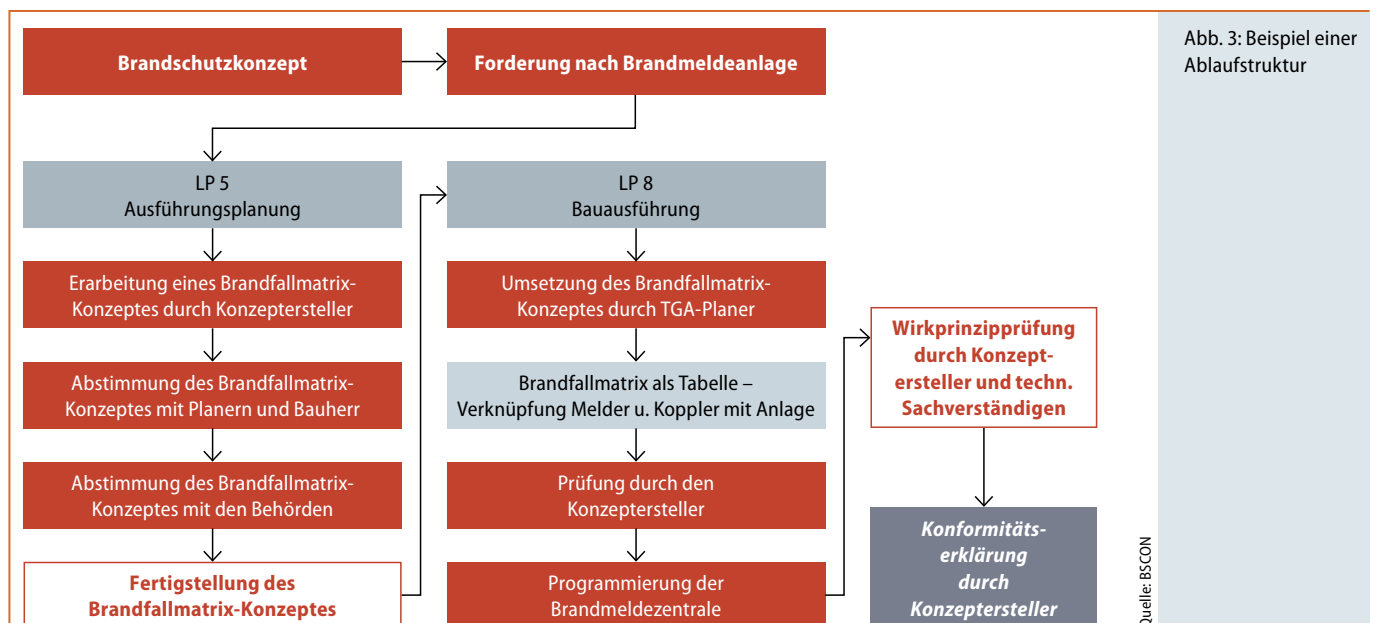 Brandschutzkonzept
Forderung nach Brandmeldeanlage
LP 5
Ausführungsplanung
Erarbeitung eines Brandfallmatrix-
Konzeptes durch Konzeptersteller
Abstimmung des Brandfallmatrix-
Konzeptes mit Planern und Bauherr
Abstimmung des Brandfallmatrix-
Konzeptes mit den Behörden
Fertigstellung des
Brandfallmatrix-Konzeptes
LP 8
Bauausführung
Umsetzung des Brandfallmatrix-
Konzeptes durch TGA-Planer
Brandfallmatrix als Tabelle –
Verknüpfung Melder u. Koppler mit Anlage
Prüfung durch den
Konzeptersteller
Programmierung der
Brandmeldezentrale
Wirkprinzipprüfung
durch Konzept-
ersteller und techn.
Sachverständigen
Konformitäts-
erklärung
durch
Konzeptersteller
Quelle: BSCON
Abb. 3: Beispiel einer
Ablaufstruktur